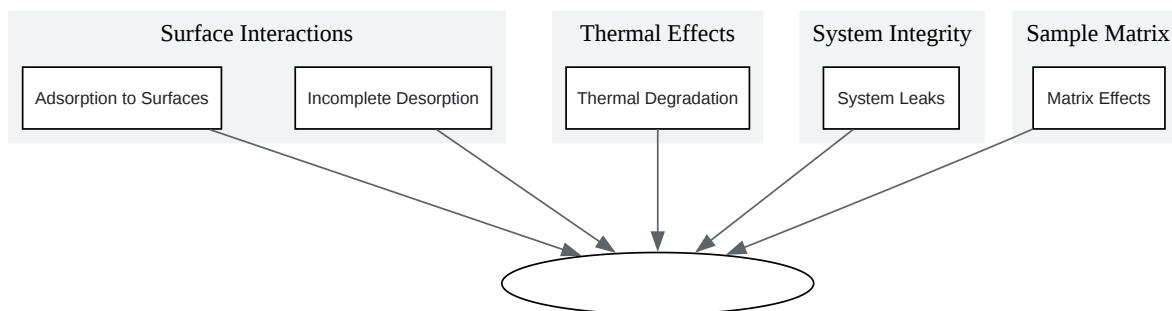 Surface Interactions
Thermal Effects
System Integrity
Sample Matrix
Adsorption to Surfaces
Incomplete Desorption
Thermal Degradation
System Leaks
Matrix Effects